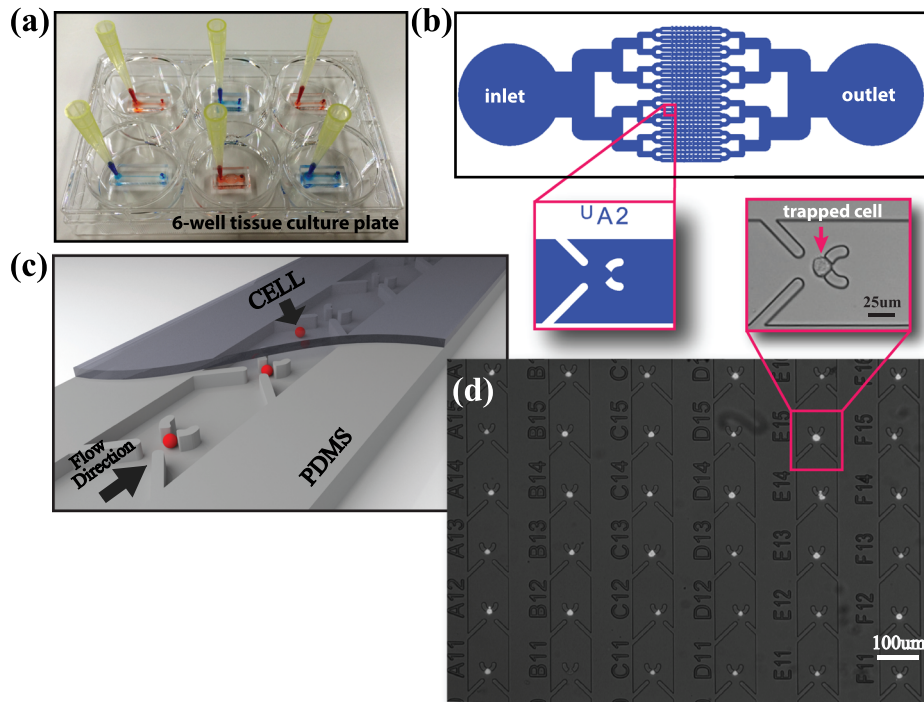 (a)
6-well tissue culture plate
(b)
inlet
outlet
U A2
trapped cell
25um
(c)
CELL
Flow
Direction
PDMS
(d)
A15
A14
A13
A12
A11
B15
B14
B13
B12
B11
C15
C14
C13
C12
C11
D15
D14
D13
D12
D11
E15
E14
E13
E12
E11
F15
F14
F13
F12
F11
100um